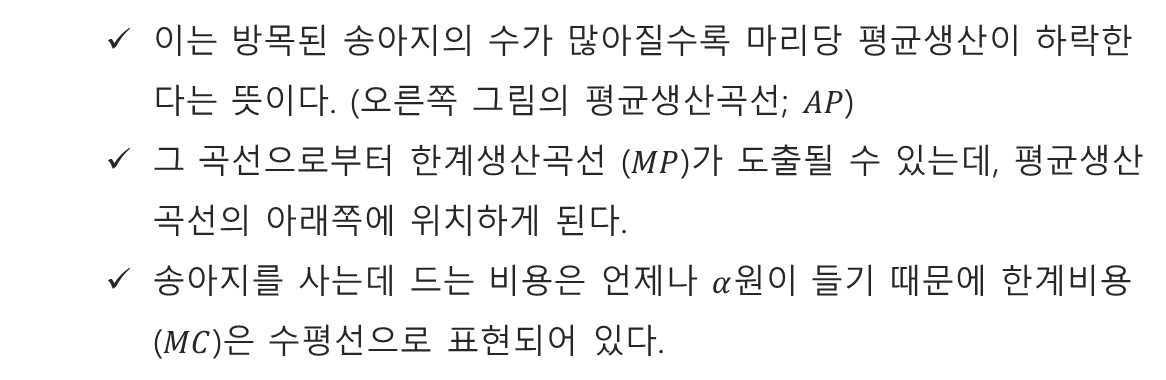 ✓ 이는 방목된 송아지의 수가 많아질수록 마리당 평균생산이 하락한
다는 뜻이다. (오른쪽 그림의 평균생산곡선; AP)
✓ 그 곡선으로부터 한계생산곡선 (MP)가 도출될 수 있는데, 평균생산
곡선의 아래쪽에 위치하게 된다.
✓ 송아지를 사는데 드는 비용은 언제나 α원이 들기 때문에 한계비용
(MC)은 수평선으로 표현되어 있다.